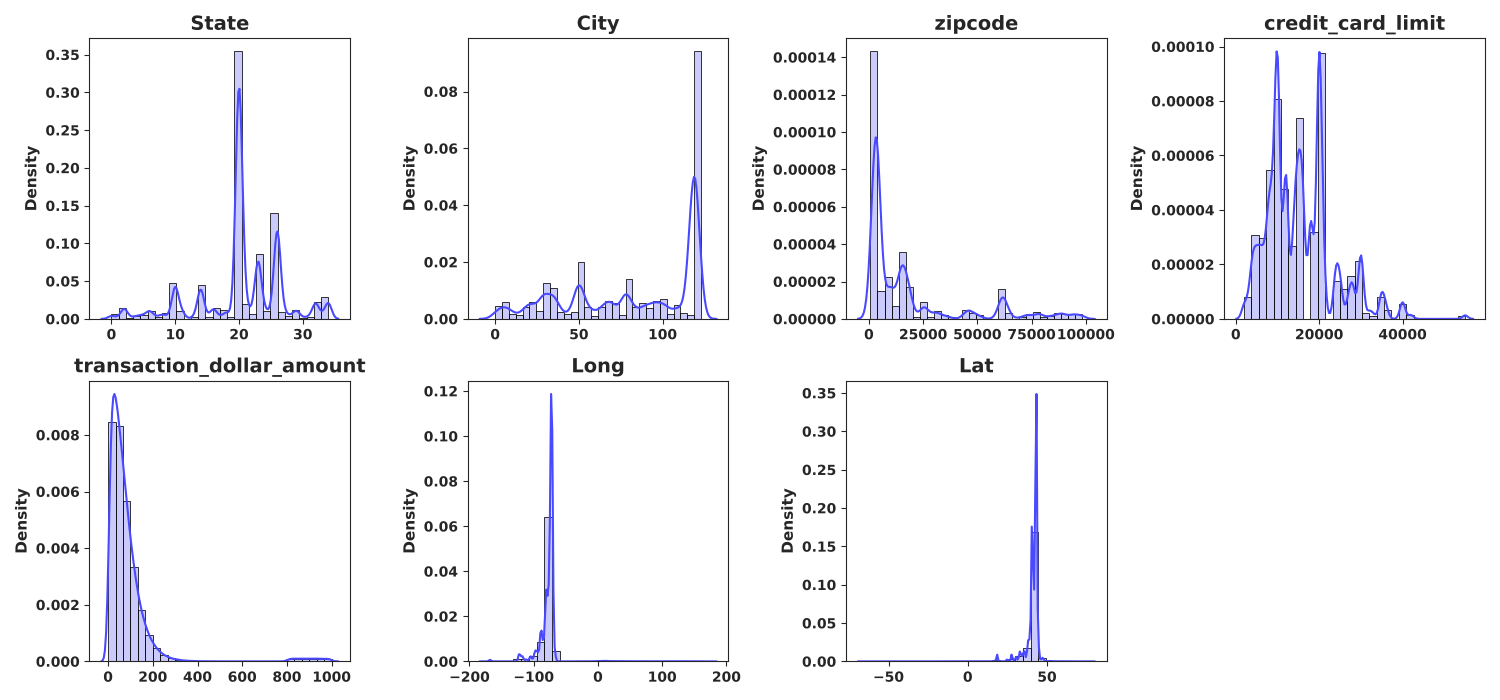 State
Density
0.35
0.30
0.25
0.20
0.15
0.10
0.05
0.00
0 10 20 30
City
Density
0.08
0.06
0.04
0.02
0.00
0 50 100
zipcode
Density
0.00014
0.00012
0.00010
0.00008
0.00006
0.00004
0.00002
0.00000
0 25000 50000 75000 100000
credit_card_limit
Density
0.00010
0.00008
0.00006
0.00004
0.00002
0.00000
0 20000 40000
transaction_dollar_amount
Density
0.008
0.006
0.004
0.002
0.000
0 200 400 600 800 1000
Long
Density
0.12
0.10
0.08
0.06
0.04
0.02
0.00
−200 −100 0 100 200
Lat
Density
0.35
0.30
0.25
0.20
0.15
0.10
0.05
0.00
−50 0 50